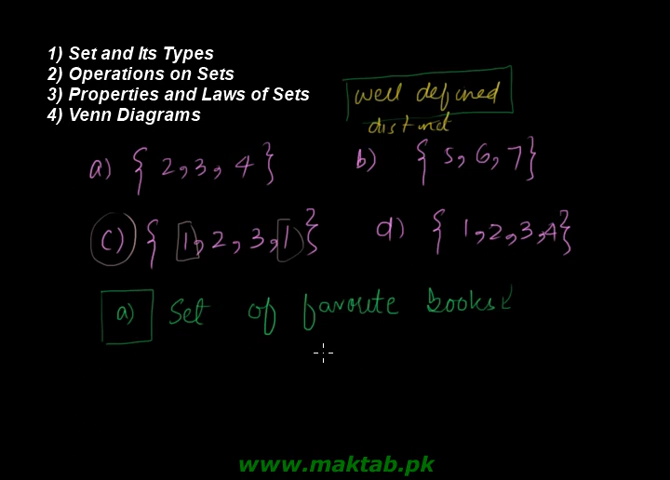 1) Set and Its Types
2) Operations on Sets
3) Properties and Laws of Sets
4) Venn Diagrams
well defined
distinct
a) { 2, 3, 4 }
b) { 5, 6, 7 }
c) { 1, 2, 3, 1 }
d) { 1, 2, 3, 4 }
a) Set of favorite Books
www.maktab.pk